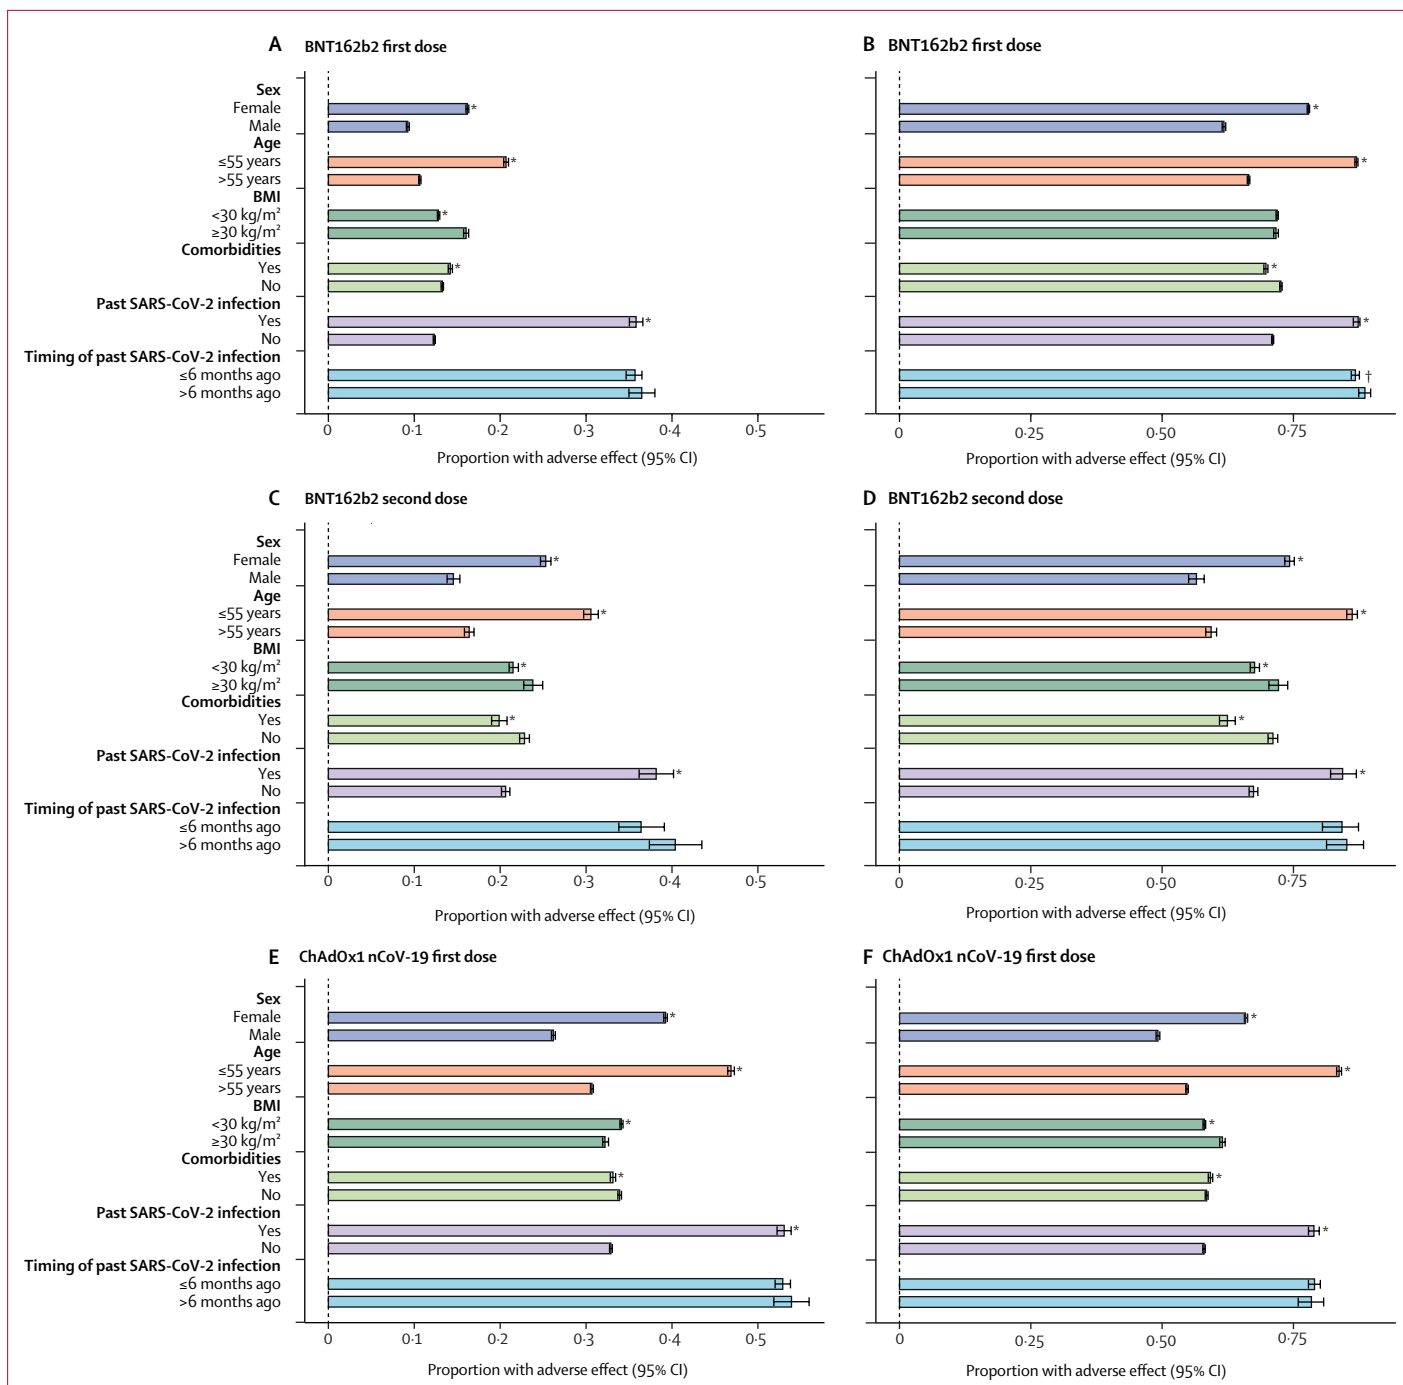 A BNT162b2 first dose
Sex
Female *
Male
Age
≤55 years *
>55 years
BMI
<30 kg/m² *
≥30 kg/m²
Comorbidities
Yes *
No
Past SARS-CoV-2 infection
Yes *
No
Timing of past SARS-CoV-2 infection
≤6 months ago
>6 months ago
0 0·1 0·2 0·3 0·4 0·5
Proportion with adverse effect (95% CI)
B BNT162b2 first dose
*
*
*
*
†
0 0·25 0·50 0·75
Proportion with adverse effect (95% CI)
C BNT162b2 second dose
Sex
Female *
Male
Age
≤55 years *
>55 years
BMI
<30 kg/m² *
≥30 kg/m²
Comorbidities
Yes *
No
Past SARS-CoV-2 infection
Yes *
No
Timing of past SARS-CoV-2 infection
≤6 months ago
>6 months ago
0 0·1 0·2 0·3 0·4 0·5
Proportion with adverse effect (95% CI)
D BNT162b2 second dose
*
*
*
*
*
0 0·25 0·50 0·75
Proportion with adverse effect (95% CI)
E ChAdOx1 nCoV-19 first dose
Sex
Female *
Male
Age
≤55 years *
>55 years
BMI
<30 kg/m² *
≥30 kg/m²
Comorbidities
Yes *
No
Past SARS-CoV-2 infection
Yes *
No
Timing of past SARS-CoV-2 infection
≤6 months ago
>6 months ago
0 0·1 0·2 0·3 0·4 0·5
Proportion with adverse effect (95% CI)
F ChAdOx1 nCoV-19 first dose
*
*
*
*
*
0 0·25 0·50 0·75
Proportion with adverse effect (95% CI)